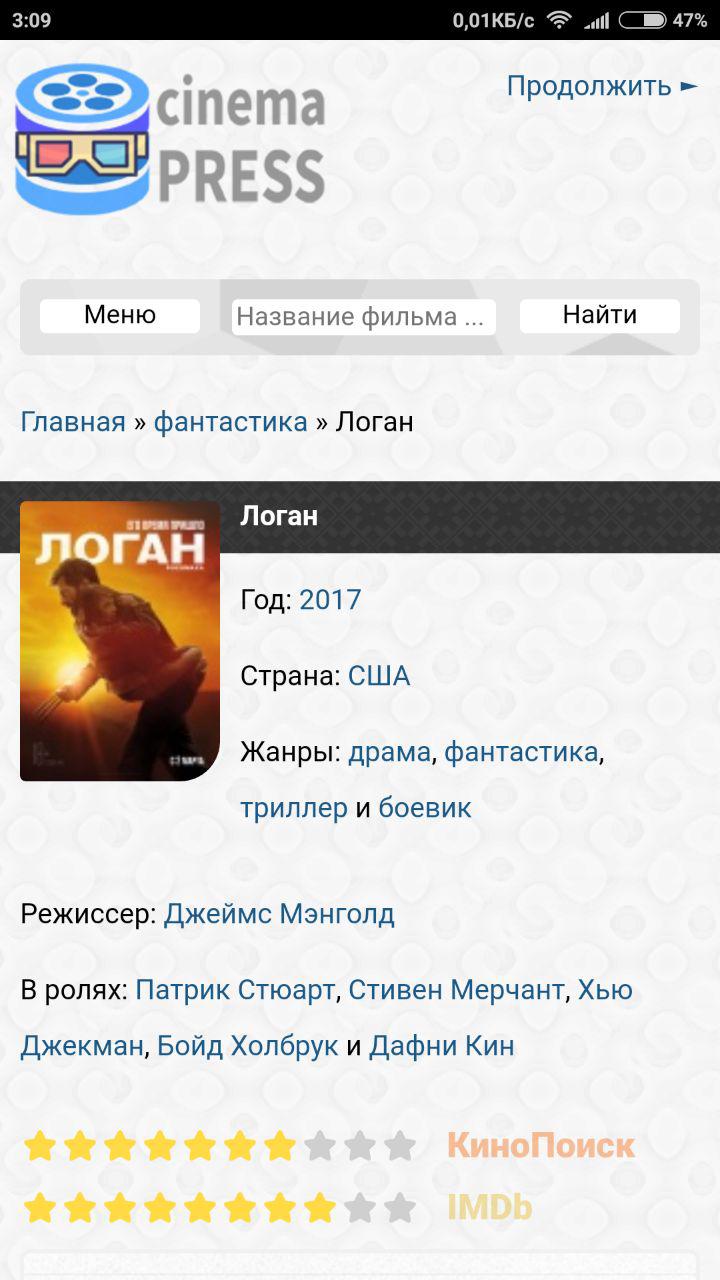 3:09
0,01КБ/с
47%
cinema
PRESS
Продолжить ►
Меню
Название фильма ...
Найти
Главная » фантастика » Логан
Логан
ЕГО ВРЕМЯ ПРИШЛО
ЛОГАН
Год: 2017
Страна: США
Жанры: драма, фантастика,
триллер и боевик
Режиссер: Джеймс Мэнголд
В ролях: Патрик Стюарт, Стивен Мерчант, Хью
Джекман, Бойд Холбрук и Дафни Кин
КиноПоиск
IMDb